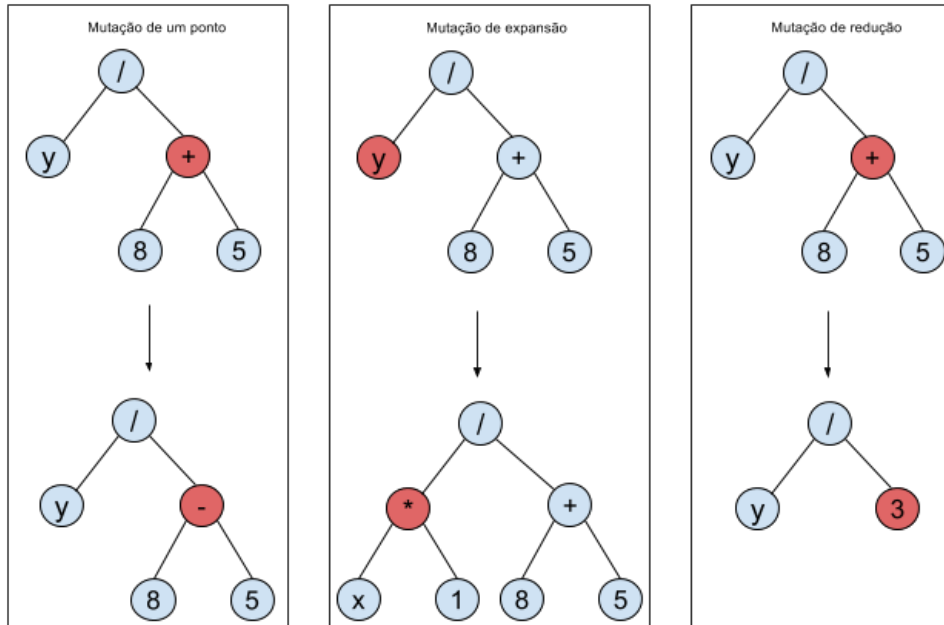 Mutação de um ponto
/
y +
8 5
/
y -
8 5
Mutação de expansão
/
y +
8 5
/
* +
x 1 8 5
Mutação de redução
/
y +
8 5
/
y 3